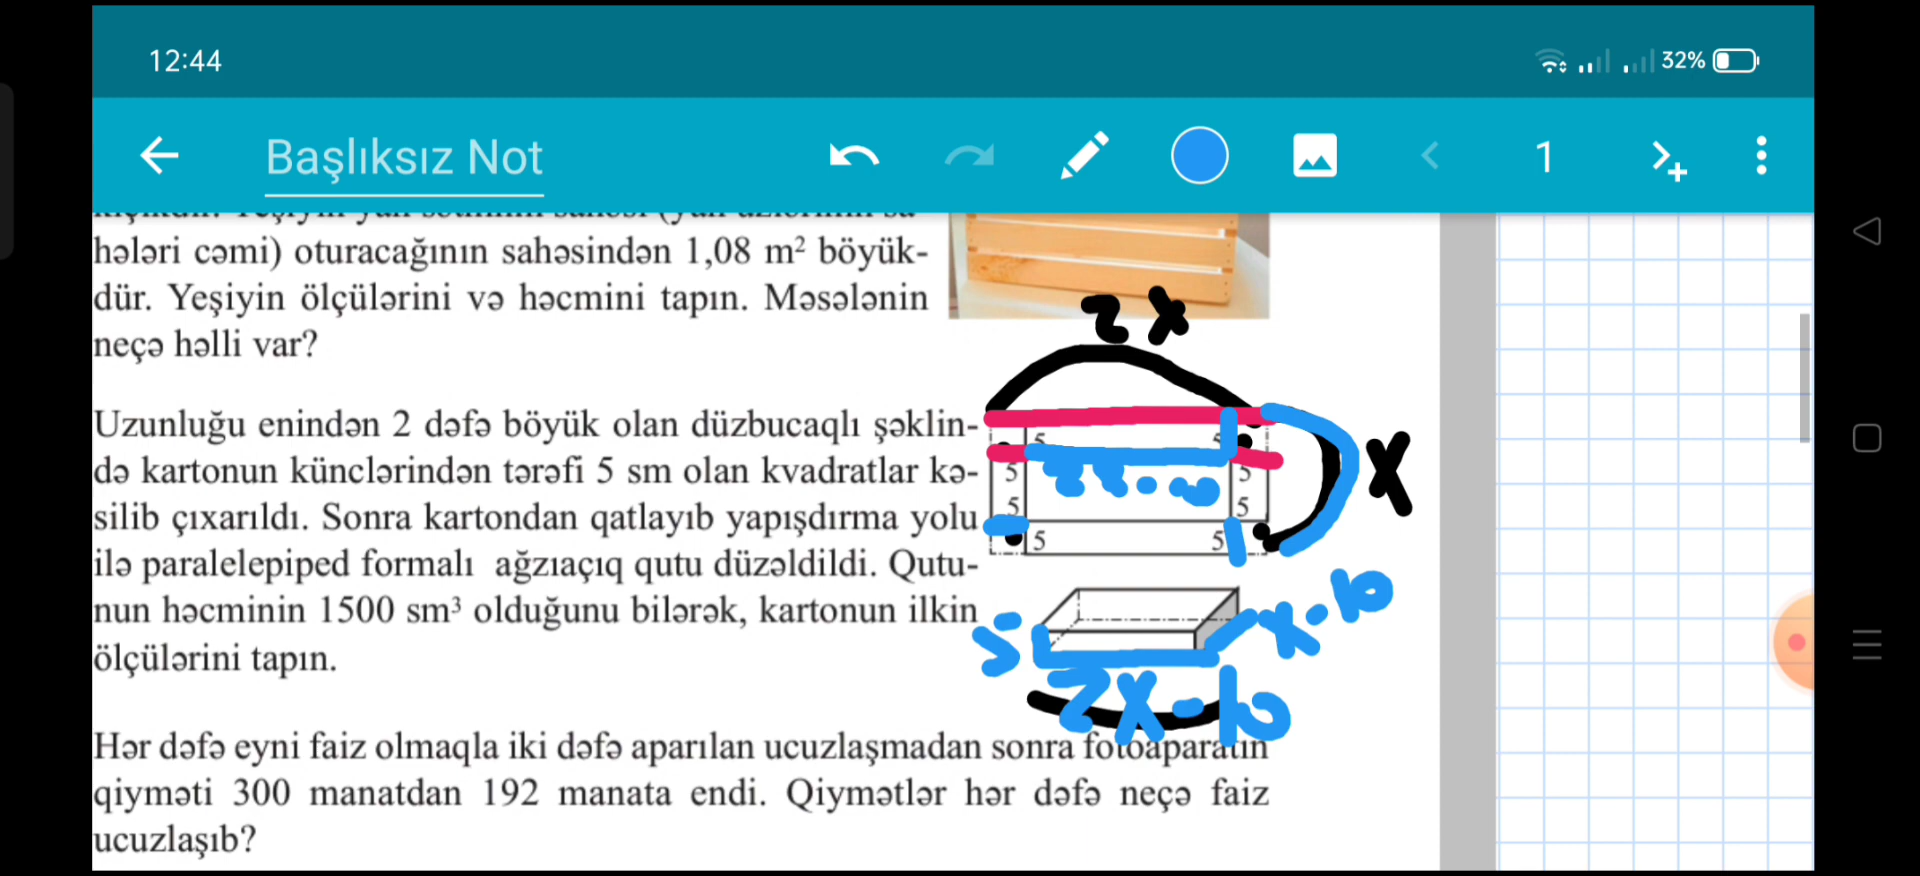 12:44
32%
Başlıksız Not
1
hələri cəmi) oturacağının sahəsindən 1,08 m² böyük-
dür. Yeşiyin ölçülərini və həcmini tapın. Məsələnin
neçə həlli var?
2x
Uzunluğu enindən 2 dəfə böyük olan düzbucaqlı şəklin-
də kartonun künclərindən tərəfi 5 sm olan kvadratlar kə-
silib çıxarıldı. Sonra kartondan qatlayıb yapışdırma yolu
ilə paralelepiped formalı ağzıaçıq qutu düzəldildi. Qutu-
nun həcminin 1500 sm³ olduğunu bilərək, kartonun ilkin
ölçülərini tapın.
5 5
5 5
5 5
5 5
x
5
x-10
2x-10
Hər dəfə eyni faiz olmaqla iki dəfə aparılan ucuzlaşmadan sonra fotoaparatın
qiyməti 300 manatdan 192 manata endi. Qiymətlər hər dəfə neçə faiz
ucuzlaşıb?